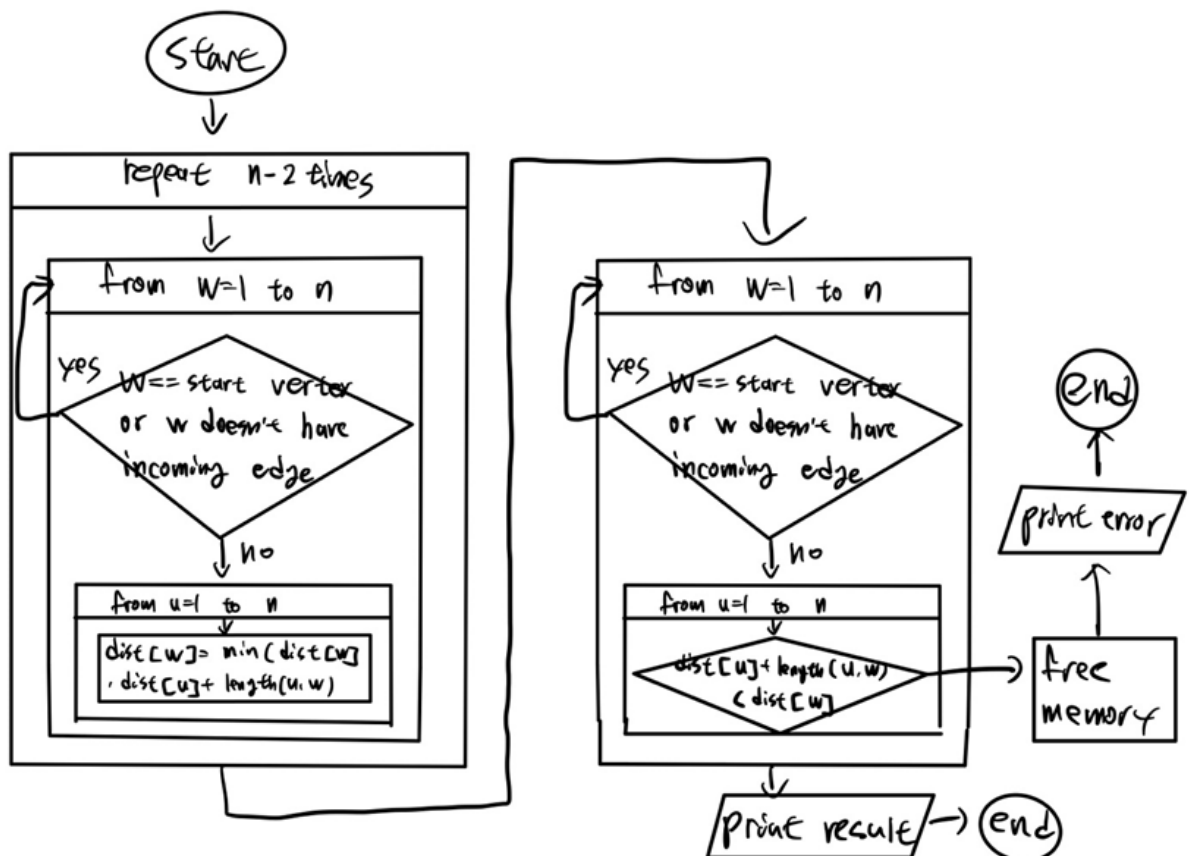 start
repeat n-2 times
from w=1 to n
yes
w== start vertex
or w doesn't have
incoming edge
no
from u=1 to n
dist[w]= min(dist[w]
, dist[u]+ length(u,w)
from w=1 to n
yes
w== start vertex
or w doesn't have
incoming edge
no
from u=1 to n
dist[u]+ length(u,w)
< dist[w]
free
memory
print error
end
print result
end